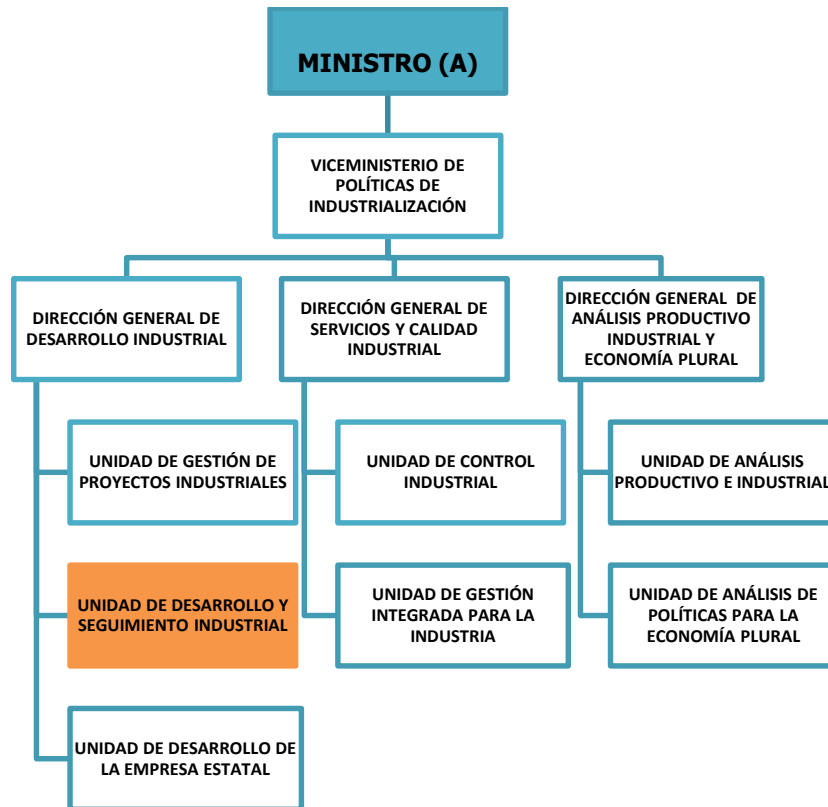 MINISTRO (A)
VICEMINISTERIO DE
POLÍTICAS DE
INDUSTRIALIZACIÓN
DIRECCIÓN GENERAL DE
DESARROLLO INDUSTRIAL
DIRECCIÓN GENERAL DE
SERVICIOS Y CALIDAD
INDUSTRIAL
DIRECCIÓN GENERAL DE
ANÁLISIS PRODUCTIVO
INDUSTRIAL Y
ECONOMÍA PLURAL
UNIDAD DE GESTIÓN DE
PROYECTOS INDUSTRIALES
UNIDAD DE CONTROL
INDUSTRIAL
UNIDAD DE ANÁLISIS
PRODUCTIVO E INDUSTRIAL
UNIDAD DE DESARROLLO Y
SEGUIMIENTO INDUSTRIAL
UNIDAD DE GESTIÓN
INTEGRADA PARA LA
INDUSTRIA
UNIDAD DE ANÁLISIS DE
POLÍTICAS PARA LA
ECONOMÍA PLURAL
UNIDAD DE DESARROLLO DE
LA EMPRESA ESTATAL